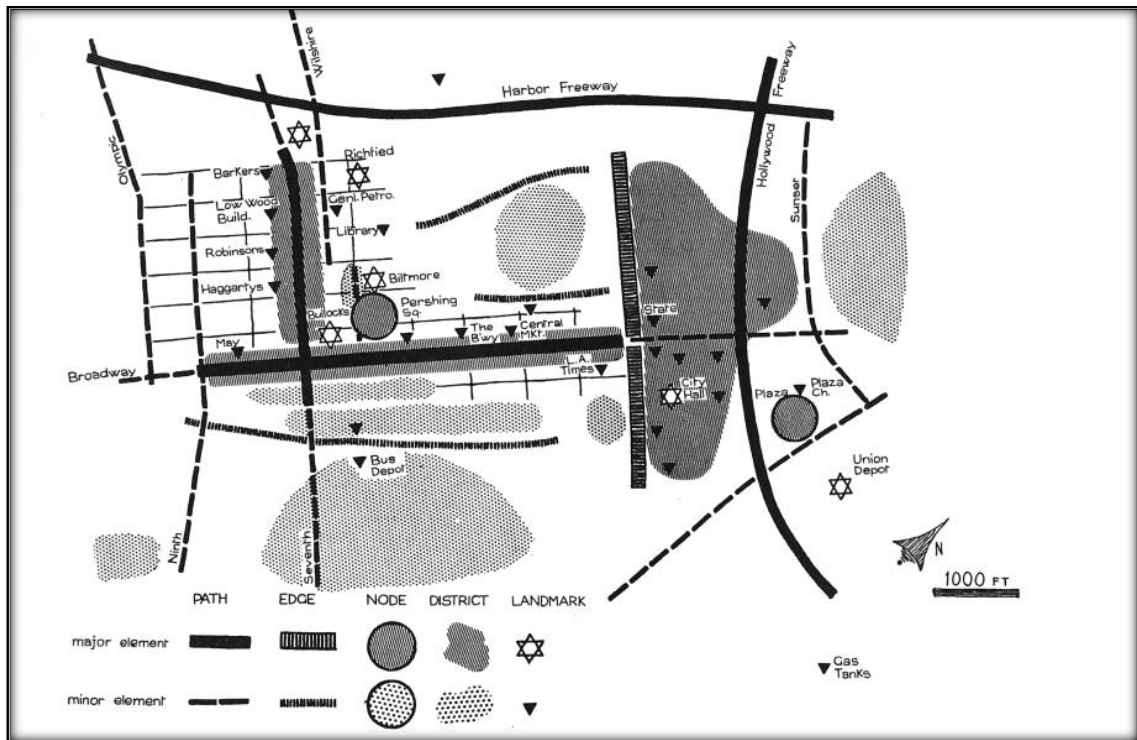 Wilshire
Olympic
Harbor Freeway
Freeway
Hollywood
Sunset
Barkers
Richfied
Low Wood
Build.
Genl. Petro.
Library
Robinsons
Haggartys
Biltmore
Bullocks
Pershing
Sq.
The
B'wy
Central
Mkt.
State
May
Broadway
L.A.
Times
City
Hall
Plaza
Plaza
Ch.
Bus
Depot
Union
Depot
Ninth
Seventh
N
1000 FT
PATH EDGE NODE DISTRICT LANDMARK
major element
minor element
Gas
Tanks